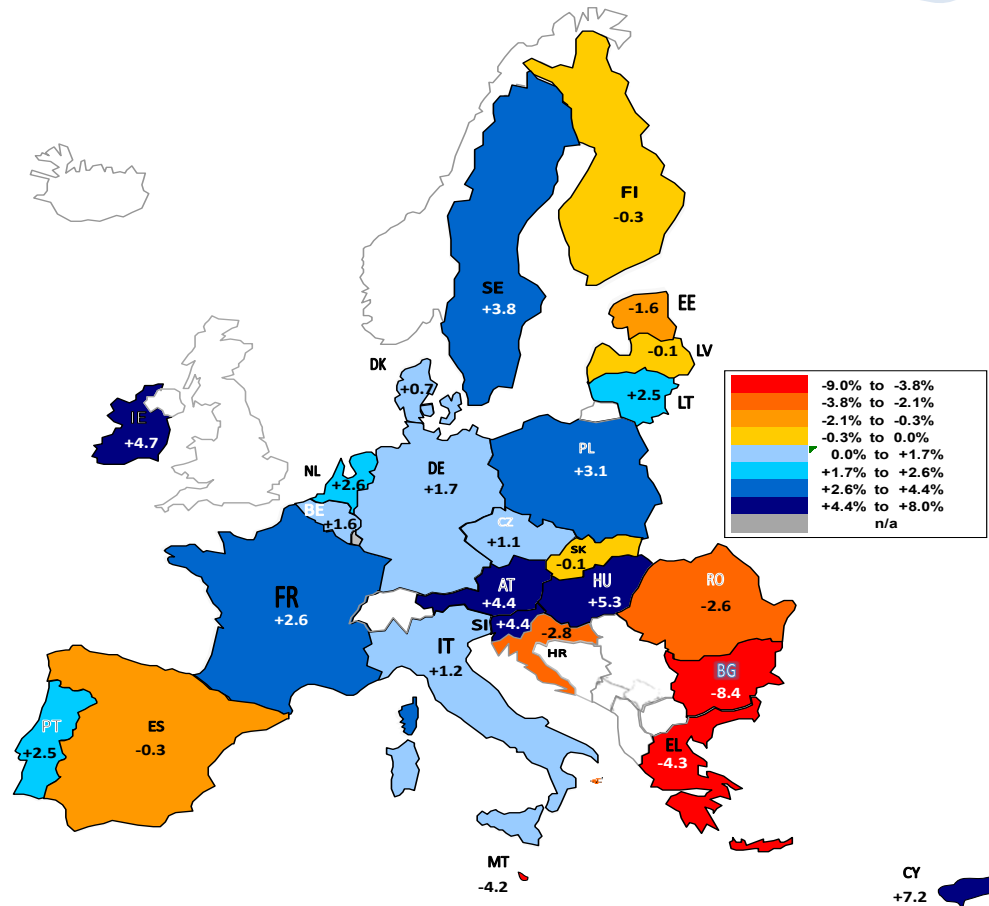 FI
-0.3
SE
+3.8
EE
-1.6
LV
-0.1
DK
+0.7
LT
+2.5
IE
+4.7
PL
+3.1
NL
+2.6
DE
+1.7
BE
+1.6
CZ
+1.1
SK
-0.1
AT
+4.4
HU
+5.3
RO
-2.6
FR
+2.6
SI
+4.4
-2.8
HR
IT
+1.2
BG
-8.4
PT
+2.5
ES
-0.3
EL
-4.3
MT
-4.2
CY
+7.2
-9.0% to -3.8%
-3.8% to -2.1%
-2.1% to -0.3%
-0.3% to 0.0%
0.0% to +1.7%
+1.7% to +2.6%
+2.6% to +4.4%
+4.4% to +8.0%
n/a